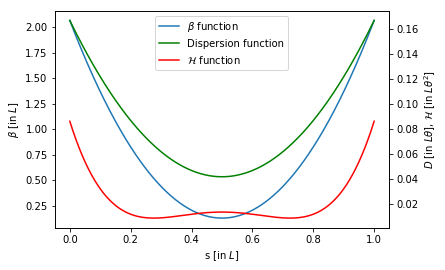 β function
Dispersion function
ℋ function
2.00
1.75
1.50
1.25
1.00
0.75
0.50
0.25
β [in L]
0.16
0.14
0.12
0.10
0.08
0.06
0.04
0.02
D [in Lθ], ℋ [in Lθ²]
0.0 0.2 0.4 0.6 0.8 1.0
s [in L]